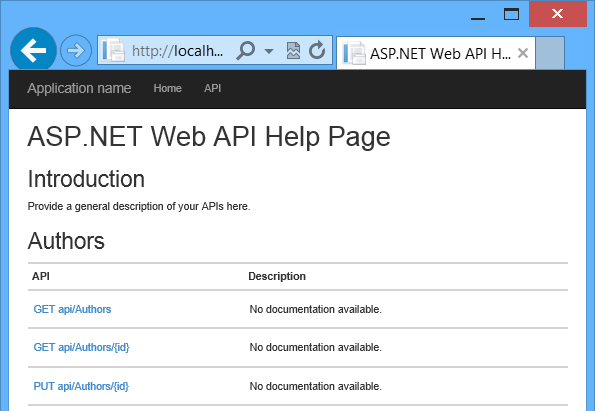 http://localh...
ASP.NET Web API H...
Application name Home API
ASP.NET Web API Help Page
Introduction
Provide a general description of your APIs here.
Authors
API Description
GET api/Authors No documentation available.
GET api/Authors/{id} No documentation available.
PUT api/Authors/{id} No documentation available.